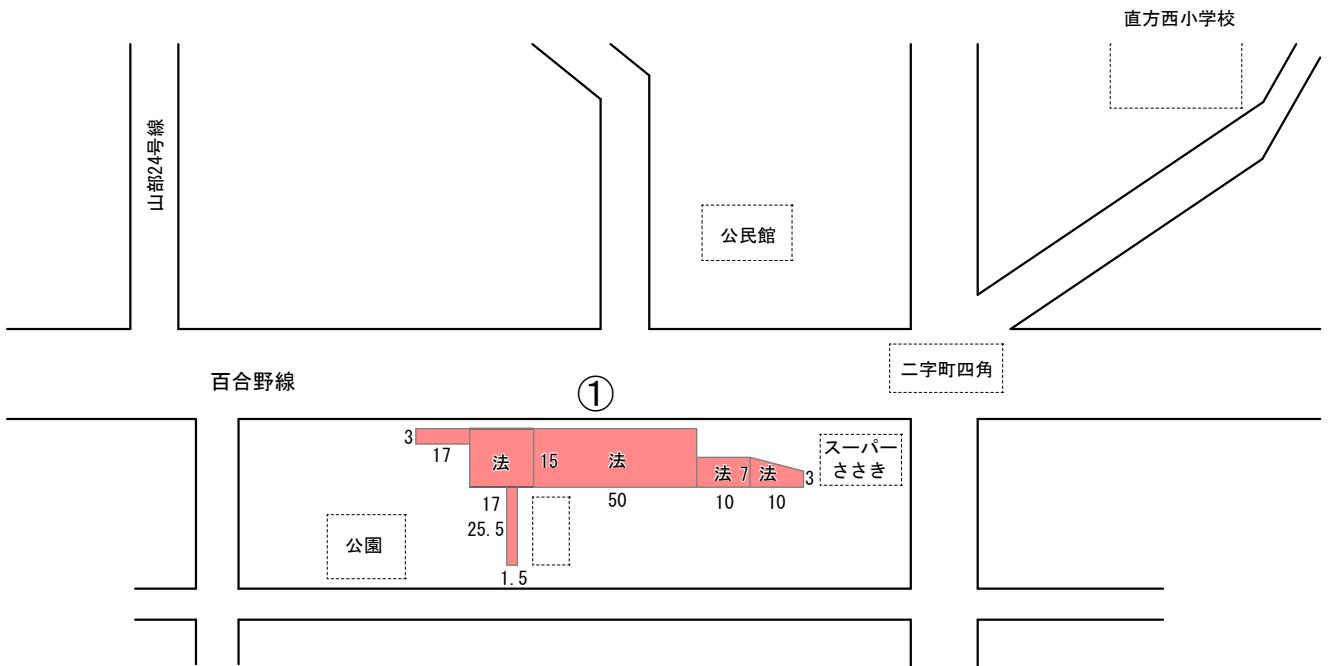 直方西小学校
山部24号線
公民館
二字町四角
百合野線
①
スーパー
ささき
3
17
法
15
法
法
7
法
3
17
50
10
10
25.5
公園
1.5